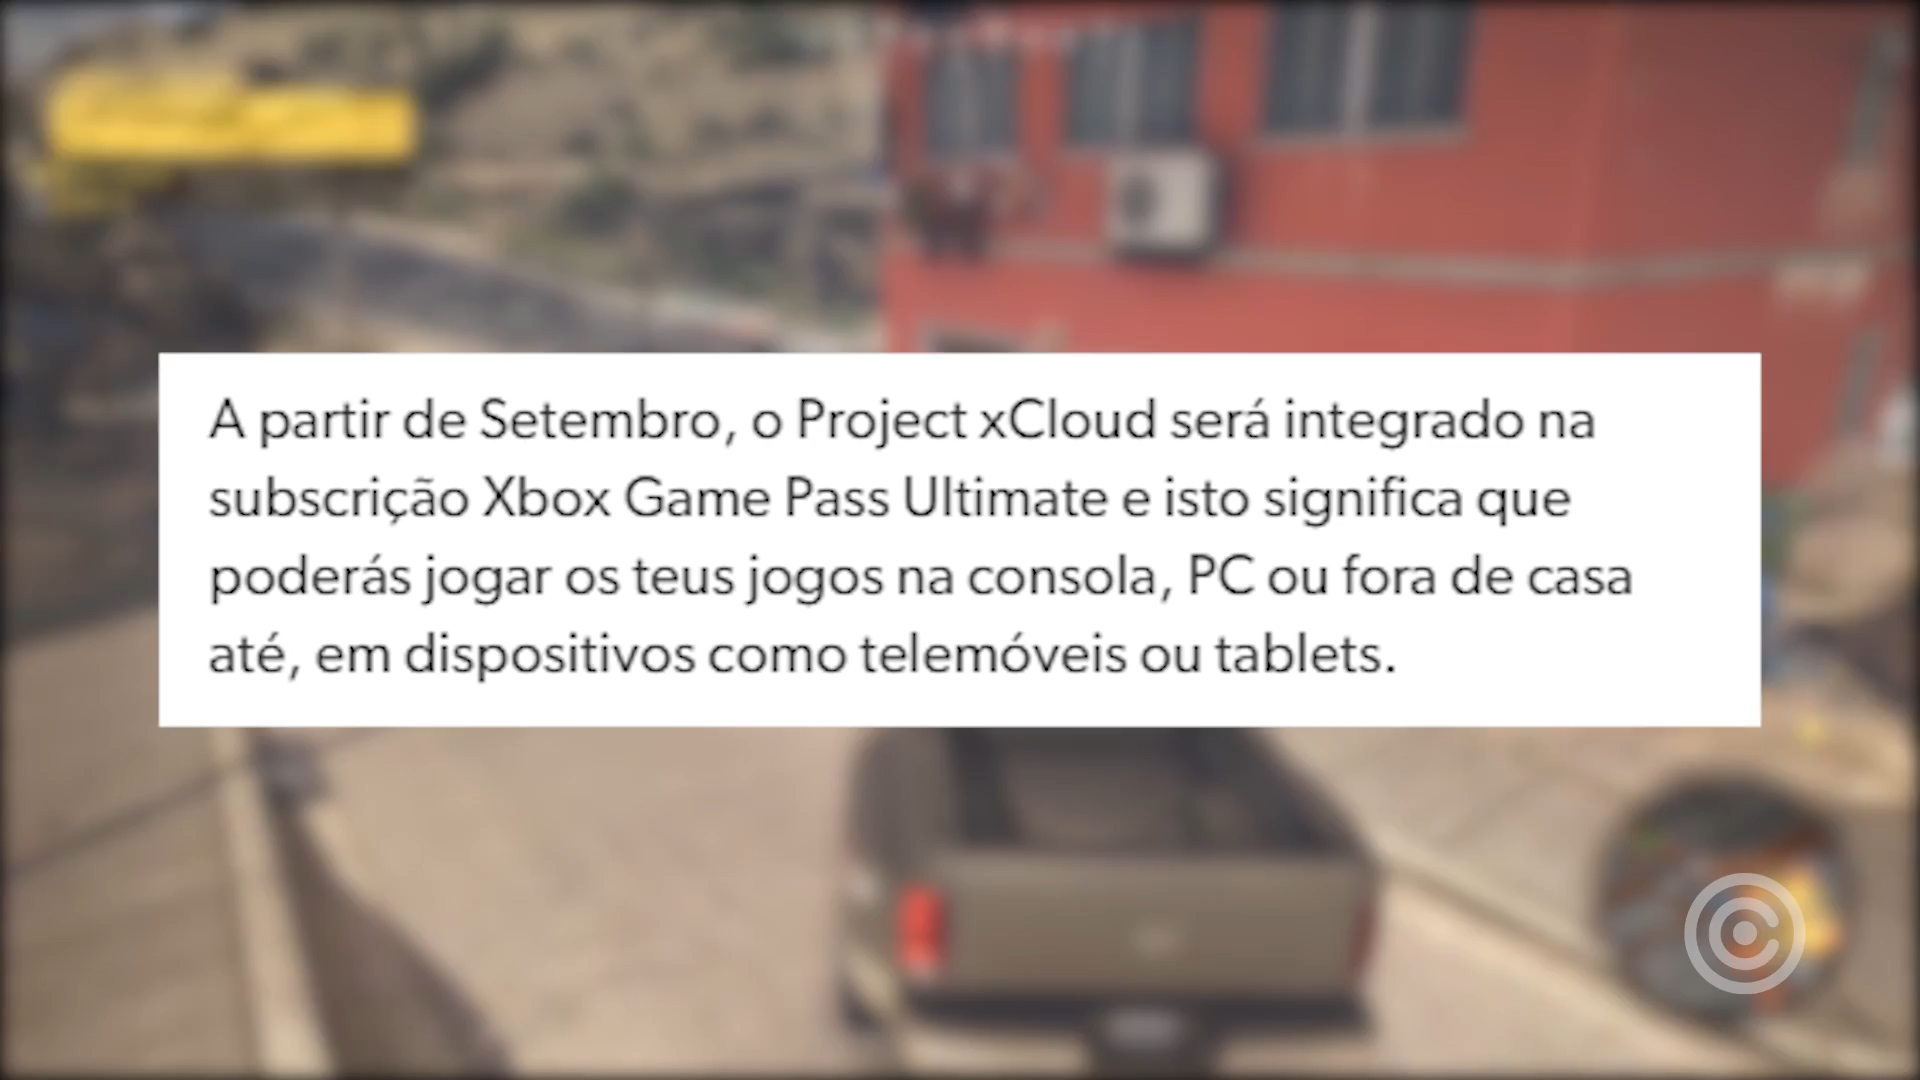 A partir de Setembro, o Project xCloud será integrado na
subscrição Xbox Game Pass Ultimate e isto significa que
poderás jogar os teus jogos na consola, PC ou fora de casa
até, em dispositivos como telemóveis ou tablets.